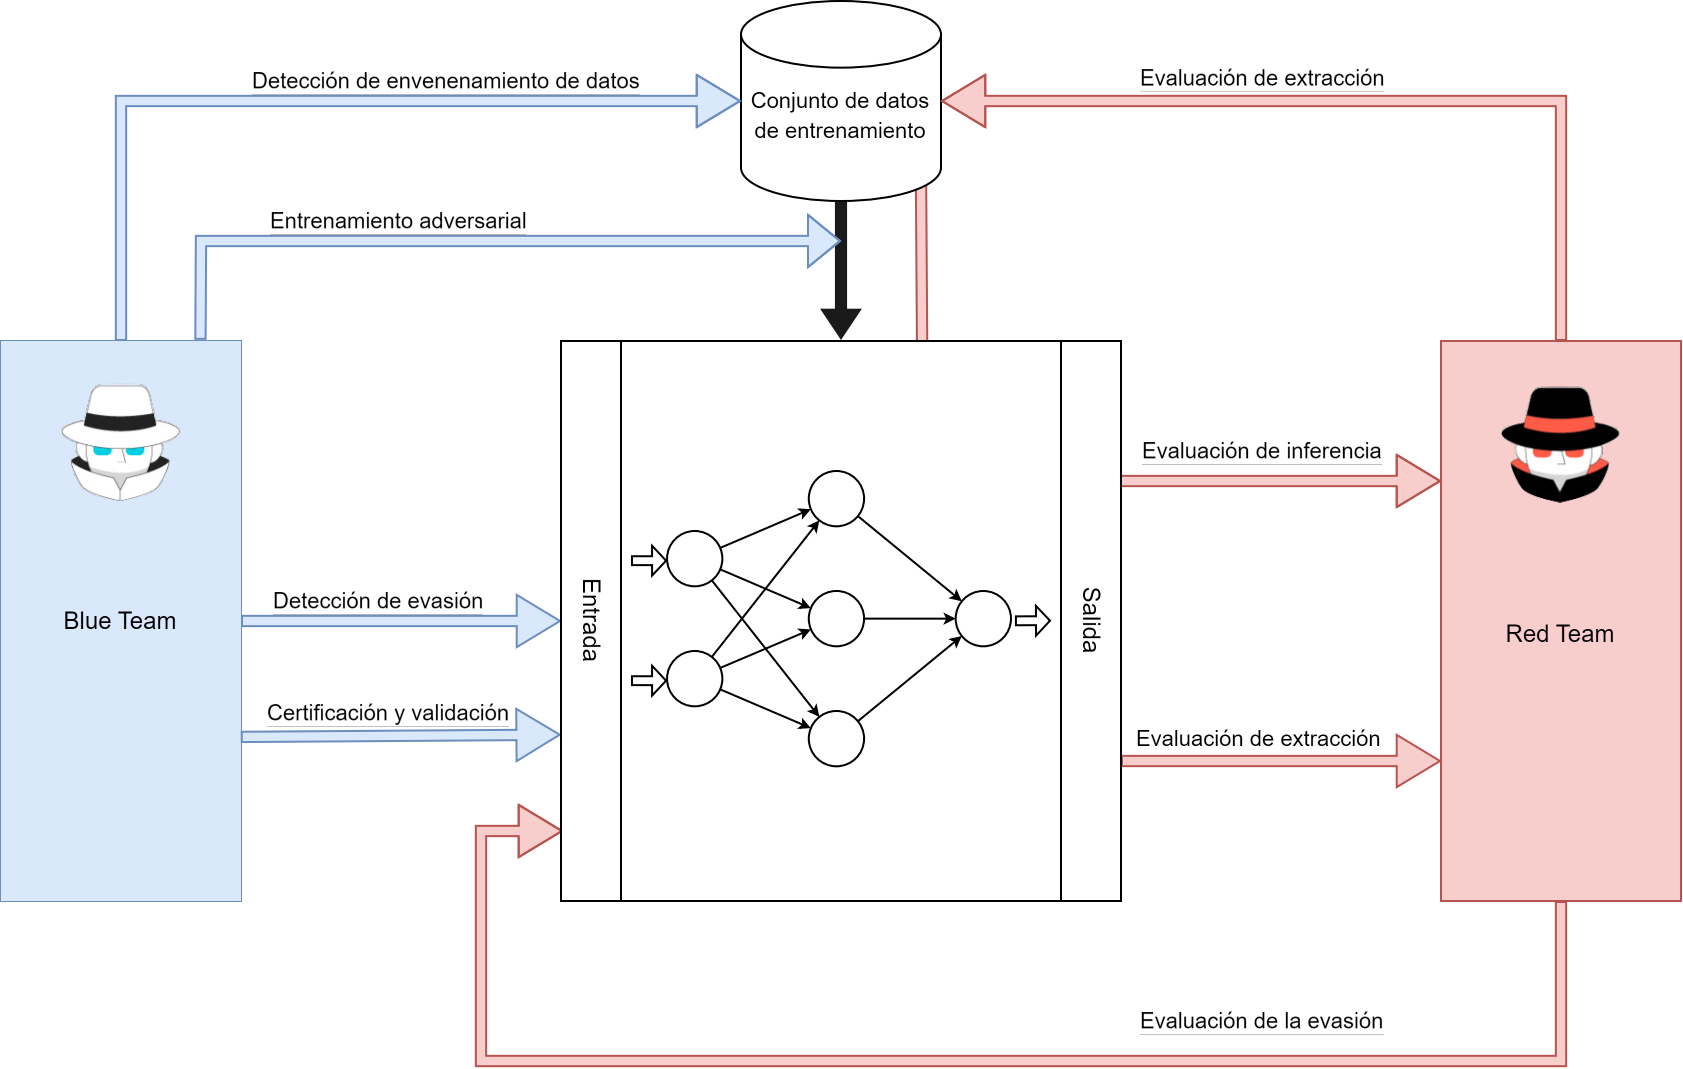 Detección de envenenamiento de datos
Conjunto de datos
de entrenamiento
Evaluación de extracción
Entrenamiento adversarial
Evaluación de inferencia
Blue Team
Detección de evasión
Entrada
Salida
Red Team
Certificación y validación
Evaluación de extracción
Evaluación de la evasión